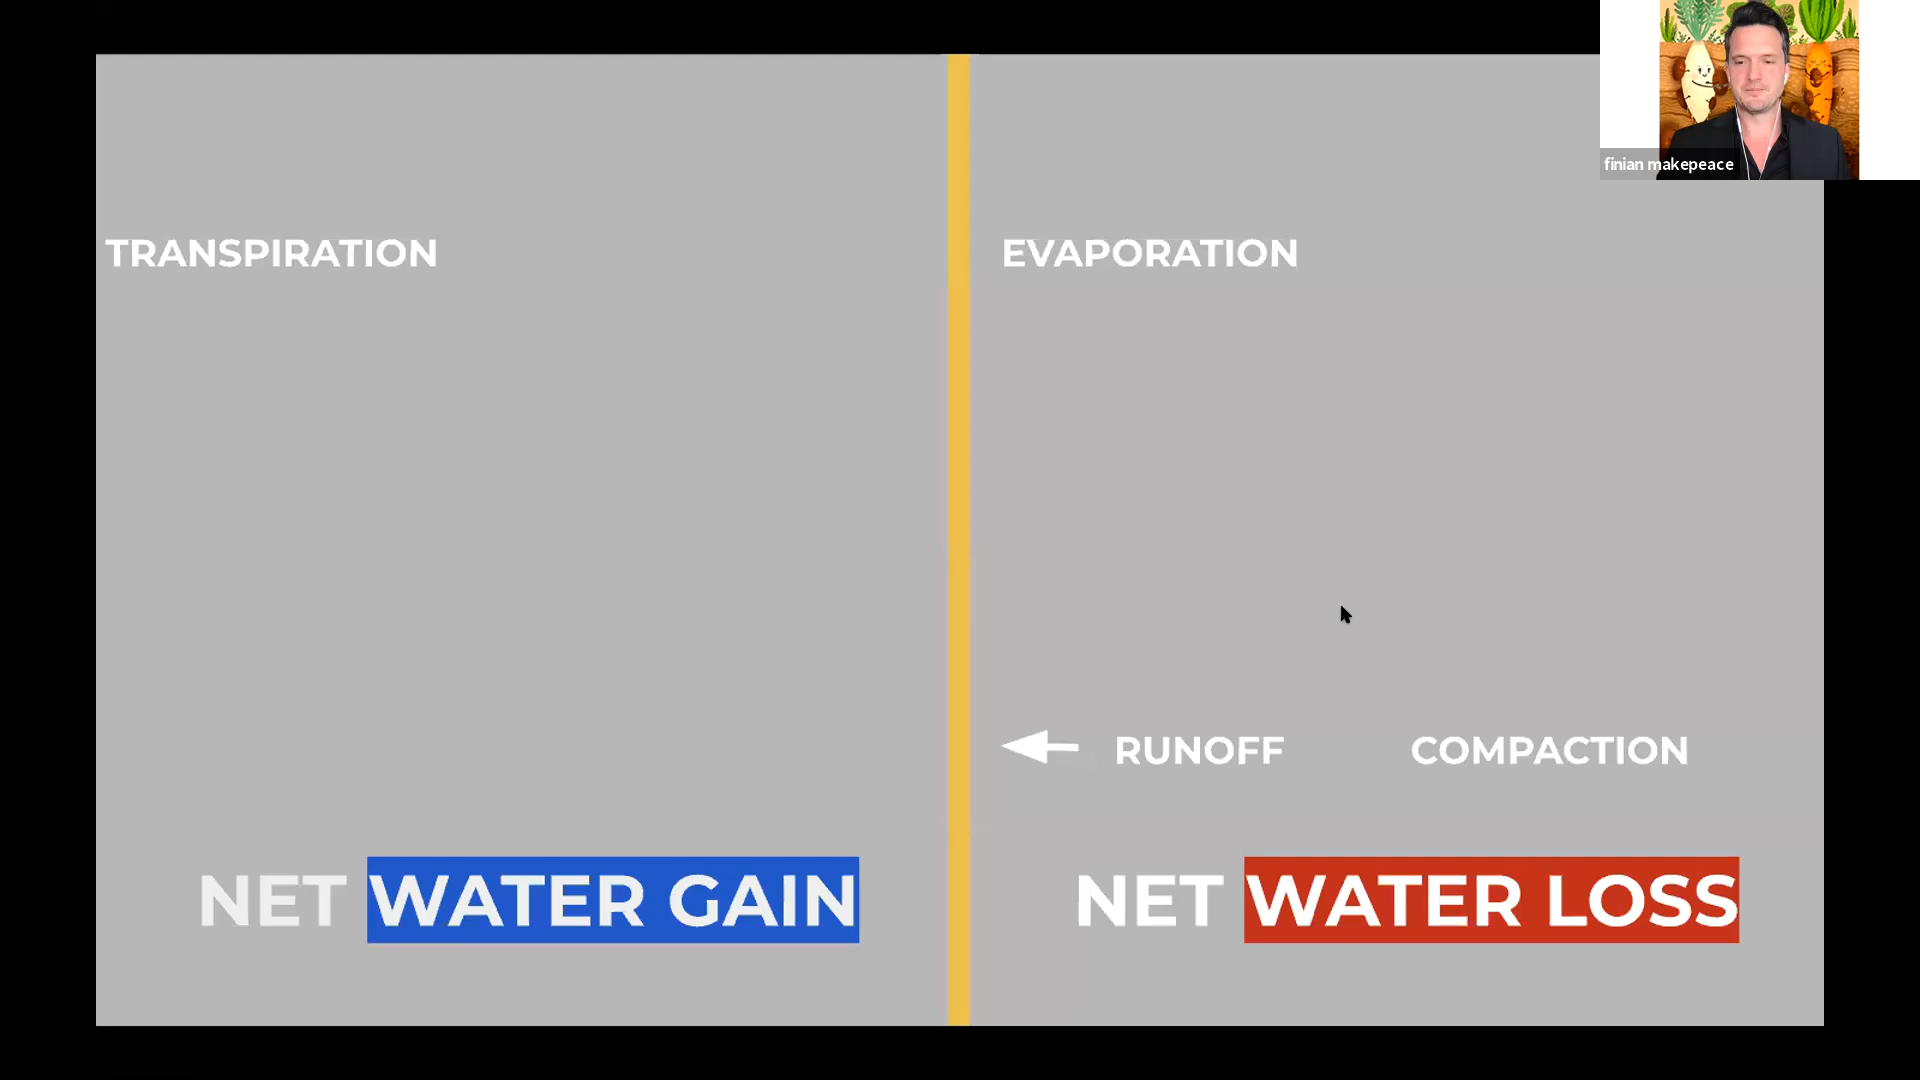 finian makepeace
TRANSPIRATION
EVAPORATION
RUNOFF
COMPACTION
NET WATER GAIN
NET WATER LOSS